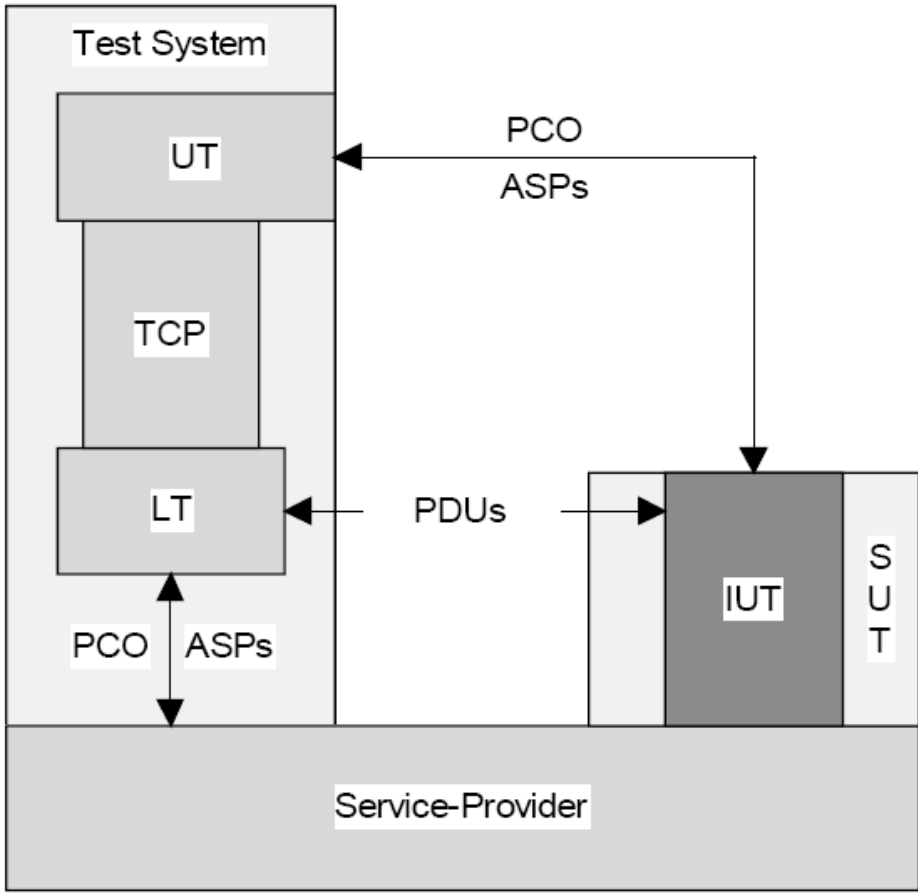 Test System
UT
PCO
ASPs
TCP
LT
PDUs
IUT
S
U
T
PCO
ASPs
Service-Provider